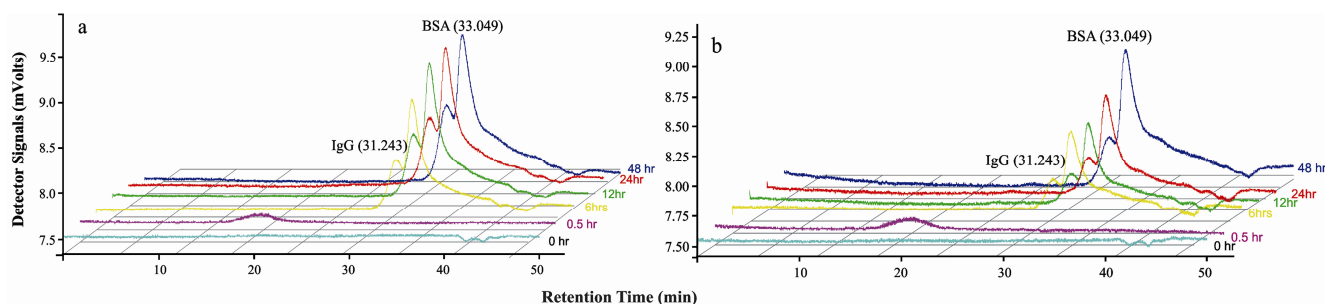 a
BSA (33.049)
IgG (31.243)
Detector Signals (mVolts)
9.5
9.0
8.5
8.0
7.5
10
20
30
40
50
48 hr
24hr
12hr
6hrs
0.5 hr
0 hr
b
BSA (33.049)
IgG (31.243)
9.25
9.00
8.75
8.50
8.25
8.00
7.75
7.50
10
20
30
40
50
48 hr
24hr
12hr
6hrs
0.5 hr
0 hr
Retention Time (min)